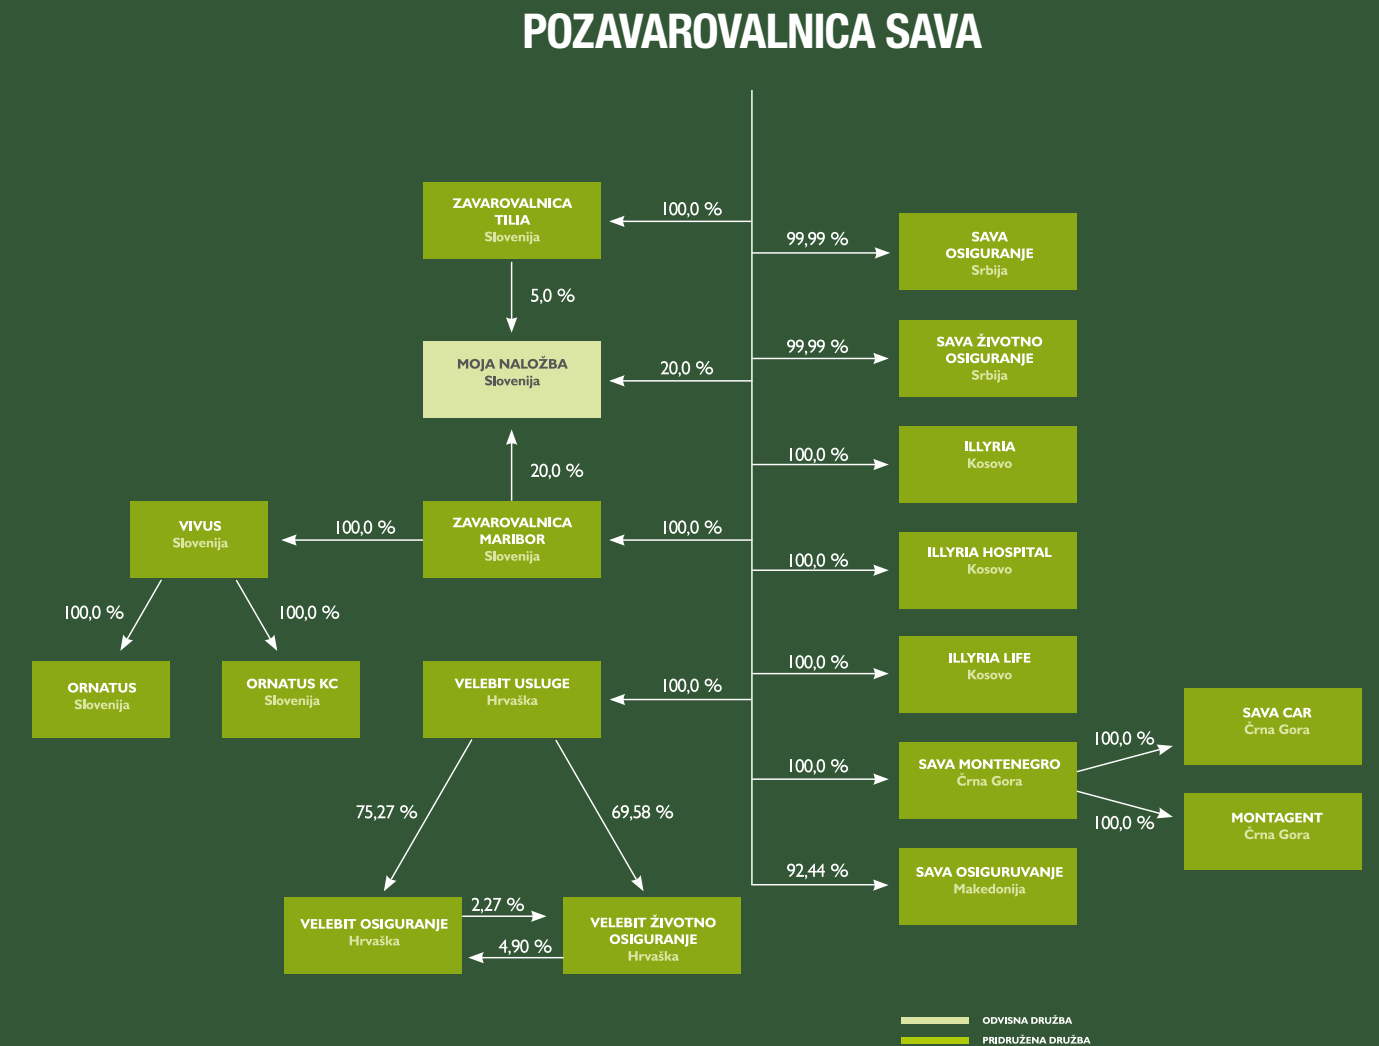 POZAVAROVALNICA SAVA
ZAVAROVALNICA
TILIA
Slovenija
100,0 %
99,99 %
SAVA
OSIGURANJE
Srbija
5,0 %
MOJA NALOŽBA
Slovenija
20,0 %
99,99 %
SAVA ŽIVOTNO
OSIGURANJE
Srbija
20,0 %
100,0 %
ILLYRIA
Kosovo
VIVUS
Slovenija
100,0 %
ZAVAROVALNICA
MARIBOR
Slovenija
100,0 %
100,0 %
ILLYRIA HOSPITAL
Kosovo
100,0 %
100,0 %
ORNATUS
Slovenija
ORNATUS KC
Slovenija
VELEBIT USLUGE
Hrvaška
100,0 %
100,0 %
ILLYRIA LIFE
Kosovo
100,0 %
SAVA MONTENEGRO
Črna Gora
100,0 %
SAVA CAR
Črna Gora
100,0 %
MONTAGENT
Črna Gora
75,27 %
69,58 %
92,44 %
SAVA OSIGURUVANJE
Makedonija
VELEBIT OSIGURANJE
Hrvaška
2,27 %
4,90 %
VELEBIT ŽIVOTNO
OSIGURANJE
Hrvaška
ODVISNA DRUŽBA
PRIDRUŽENA DRUŽBA